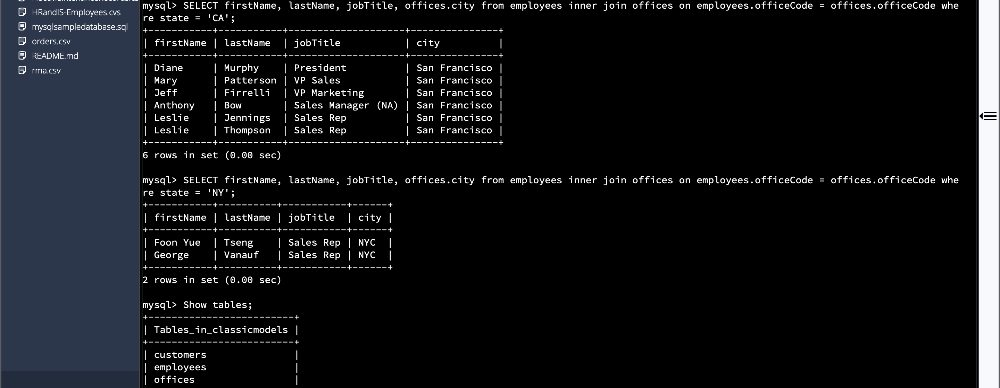 HRandIS-Employees.cvs
mysqlsampledatabase.sql
orders.csv
README.md
rma.csv
mysql> SELECT firstName, lastName, jobTitle, offices.city from employees inner join offices on employees.officeCode = offices.officeCode whe
re state = 'CA';
+-----------+-----------+--------------------+---------------+
| firstName | lastName  | jobTitle           | city          |
+-----------+-----------+--------------------+---------------+
| Diane     | Murphy    | President          | San Francisco |
| Mary      | Patterson | VP Sales           | San Francisco |
| Jeff      | Firrelli  | VP Marketing       | San Francisco |
| Anthony   | Bow       | Sales Manager (NA) | San Francisco |
| Leslie    | Jennings  | Sales Rep          | San Francisco |
| Leslie    | Thompson  | Sales Rep          | San Francisco |
+-----------+-----------+--------------------+---------------+
6 rows in set (0.00 sec)
mysql> SELECT firstName, lastName, jobTitle, offices.city from employees inner join offices on employees.officeCode = offices.officeCode whe
re state = 'NY';
+-----------+----------+-----------+------+
| firstName | lastName | jobTitle  | city |
+-----------+----------+-----------+------+
| Foon Yue  | Tseng    | Sales Rep | NYC  |
| George    | Vanauf   | Sales Rep | NYC  |
+-----------+----------+-----------+------+
2 rows in set (0.00 sec)
mysql> Show tables;
+-------------------------+
| Tables_in_classicmodels |
+-------------------------+
| customers               |
| employees               |
| offices                 |